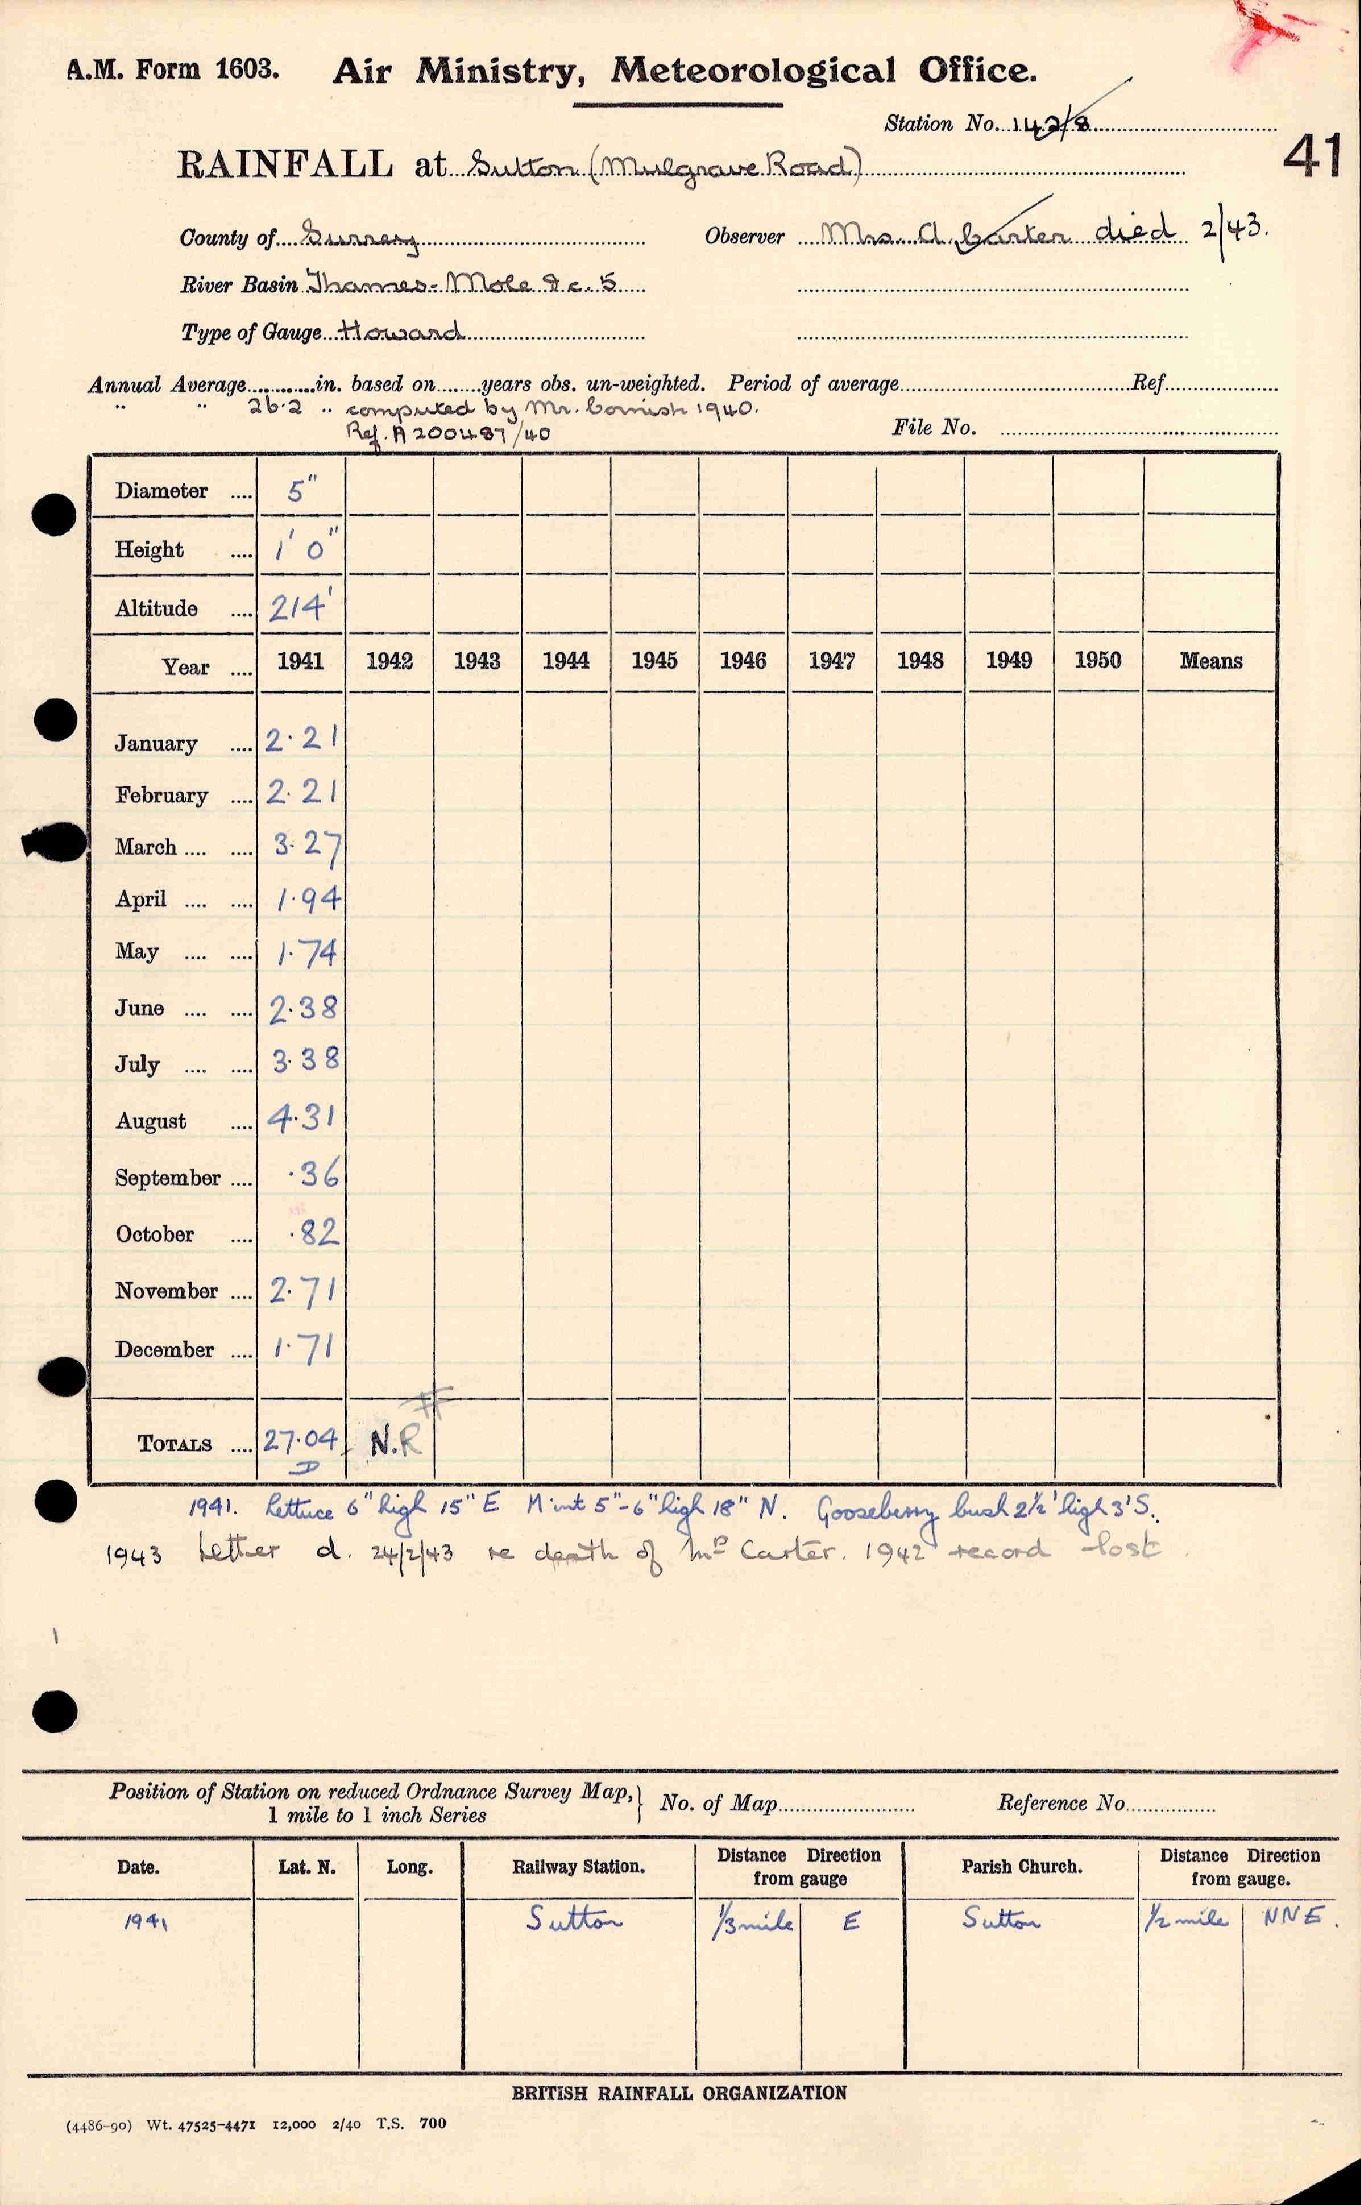 A.M. Form 1603. Air Ministry, Meteorological Office.
Station No. 142/8
41
RAINFALL at Sutton (Mulgrave Road)
County of Surrey Observer Mrs. A. Carter died 2/43.
River Basin Thames - Mole &c. 5
Type of Gauge Howard
Annual Average in. based on years obs. un-weighted. Period of average Ref.
" " 26.2 " computed by Mr. Cornish 1940.
Ref. A 200487/40 File No.
Diameter 5"
Height 1' 0"
Altitude 214'
Year 1941 1942 1943 1944 1945 1946 1947 1948 1949 1950 Means
January 2.21
February 2.21
March 3.27
April 1.94
May 1.74
June 2.38
July 3.38
August 4.31
September .36
October .82
November 2.71
December 1.71
TOTALS 27.04 N.R
D
1941. Lettuce 6" high 15" E Mint 5"-6" high 18" N. Gooseberry bush 2½' high 3' S.
1943 Letter d. 24/2/43 re death of Mrs Carter. 1942 record lost
Position of Station on reduced Ordnance Survey Map, } No. of Map Reference No.
1 mile to 1 inch Series
Date. Lat. N. Long. Railway Station. Distance Direction from gauge Parish Church. Distance Direction from gauge.
1941 Sutton 1/3 mile E Sutton ½ mile NNE.
BRITISH RAINFALL ORGANIZATION
(4486-90) Wt. 47525-4471 12,000 2/40 T.S. 700